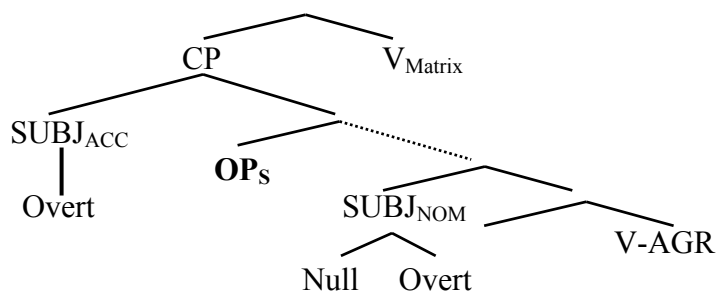 CP V_Matrix
SUBJ_ACC
OP_S
Overt SUBJ_NOM
V-AGR
Null Overt